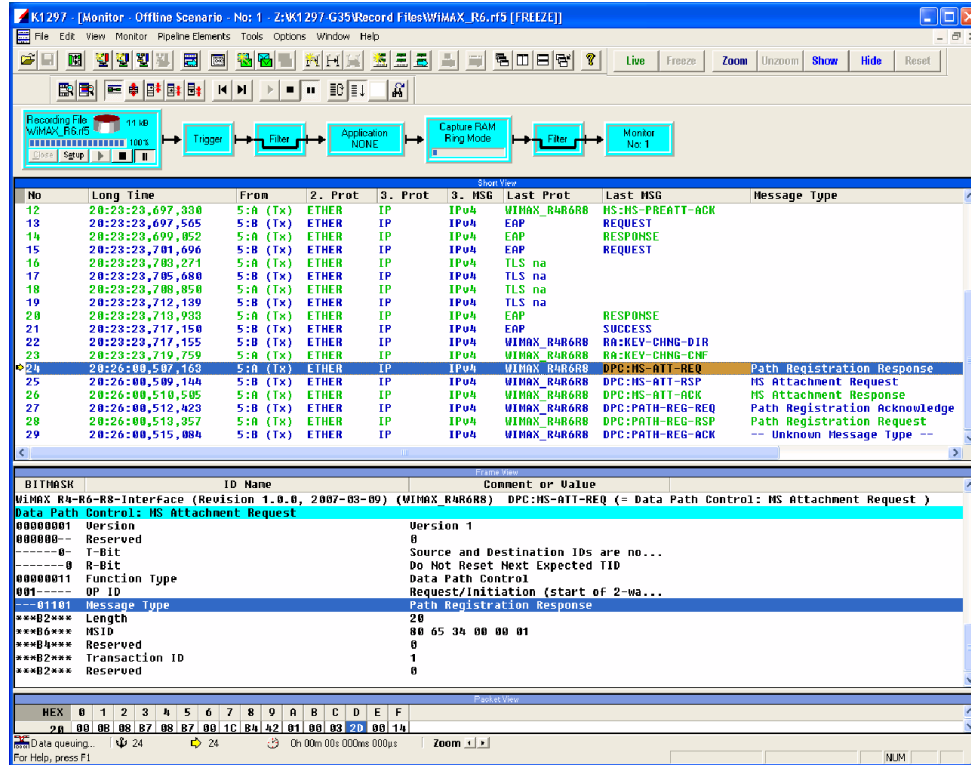 K1297 - [Monitor - Offline Scenario - No: 1 - Z:\K1297-G35\Record Files\WiMAX_R6.rf5 [FREEZE]]
File Edit View Monitor Pipeline Elements Tools Options Window Help
Live Freeze Zoom Unzoom Show Hide Reset
Recording File 44 kB
WiMAX_R6.rf5
100%
Close Setup
Trigger
Filter
Application
NONE
Capture RAM
Ring Mode
Filter
Monitor
No: 1
Short View
No Long Time From 2. Prot 3. Prot 3. MSG Last Prot Last MSG Message Type
12 20:23:23,697,330 5:A (Tx) ETHER IP IPv4 WIMAX_R4R6R8 MS:MS-PREATT-ACK
13 20:23:23,697,565 5:B (Tx) ETHER IP IPv4 EAP REQUEST
14 20:23:23,699,052 5:A (Tx) ETHER IP IPv4 EAP RESPONSE
15 20:23:23,701,696 5:B (Tx) ETHER IP IPv4 EAP REQUEST
16 20:23:23,703,271 5:A (Tx) ETHER IP IPv4 TLS na
17 20:23:23,705,680 5:B (Tx) ETHER IP IPv4 TLS na
18 20:23:23,708,850 5:A (Tx) ETHER IP IPv4 TLS na
19 20:23:23,712,139 5:B (Tx) ETHER IP IPv4 TLS na
20 20:23:23,713,933 5:A (Tx) ETHER IP IPv4 EAP RESPONSE
21 20:23:23,717,150 5:B (Tx) ETHER IP IPv4 EAP SUCCESS
22 20:23:23,717,155 5:B (Tx) ETHER IP IPv4 WIMAX_R4R6R8 RA:KEY-CHNG-DIR
23 20:23:23,719,759 5:A (Tx) ETHER IP IPv4 WIMAX_R4R6R8 RA:KEY-CHNG-CNF
24 20:26:00,507,163 5:A (Tx) ETHER IP IPv4 WIMAX_R4R6R8 DPC:MS-ATT-REQ Path Registration Response
25 20:26:00,509,144 5:B (Tx) ETHER IP IPv4 WIMAX_R4R6R8 DPC:MS-ATT-RSP MS Attachment Request
26 20:26:00,510,505 5:A (Tx) ETHER IP IPv4 WIMAX_R4R6R8 DPC:MS-ATT-ACK MS Attachment Response
27 20:26:00,512,423 5:B (Tx) ETHER IP IPv4 WIMAX_R4R6R8 DPC:PATH-REG-REQ Path Registration Acknowledge
28 20:26:00,513,357 5:A (Tx) ETHER IP IPv4 WIMAX_R4R6R8 DPC:PATH-REG-RSP Path Registration Request
29 20:26:00,515,084 5:B (Tx) ETHER IP IPv4 WIMAX_R4R6R8 DPC:PATH-REG-ACK -- Unknown Message Type --
Frame View
BITMASK ID Name Comment or Value
WiMAX R4-R6-R8-Interface (Revision 1.0.0, 2007-03-09) (WIMAX_R4R6R8) DPC:MS-ATT-REQ (= Data Path Control: MS Attachment Request )
Data Path Control: MS Attachment Request
00000001 Version Version 1
000000-- Reserved 0
------0- T-Bit Source and Destination IDs are no...
-------0 R-Bit Do Not Reset Next Expected TID
00000011 Function Type Data Path Control
001----- OP ID Request/Initiation (start of 2-wa...
---01101 Message Type Path Registration Response
***B2*** Length 20
***B6*** MSID 80 65 34 00 00 01
***B4*** Reserved 0
***B2*** Transaction ID 1
***B2*** Reserved 0
Packet View
HEX 0 1 2 3 4 5 6 7 8 9 A B C D E F
20 00 0B 08 B7 08 B7 00 1C B4 42 01 00 03 2D 00 14
Data queuing... 24 24 0h 00m 00s 000ms 000µs Zoom
For Help, press F1 NUM